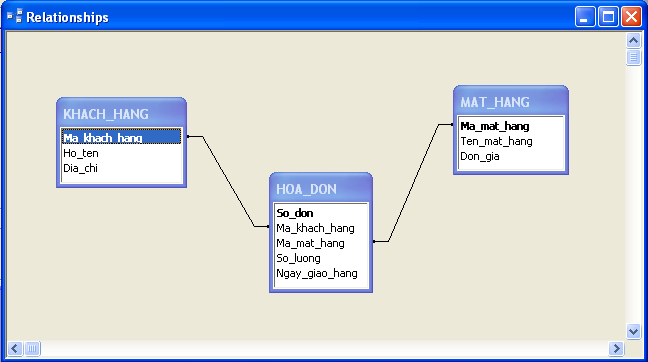 Relationships
KHACH_HANG
Ma_khach_hang
Ho_ten
Dia_chi
HOA_DON
So_don
Ma_khach_hang
Ma_mat_hang
So_luong
Ngay_giao_hang
MAT_HANG
Ma_mat_hang
Ten_mat_hang
Don_gia